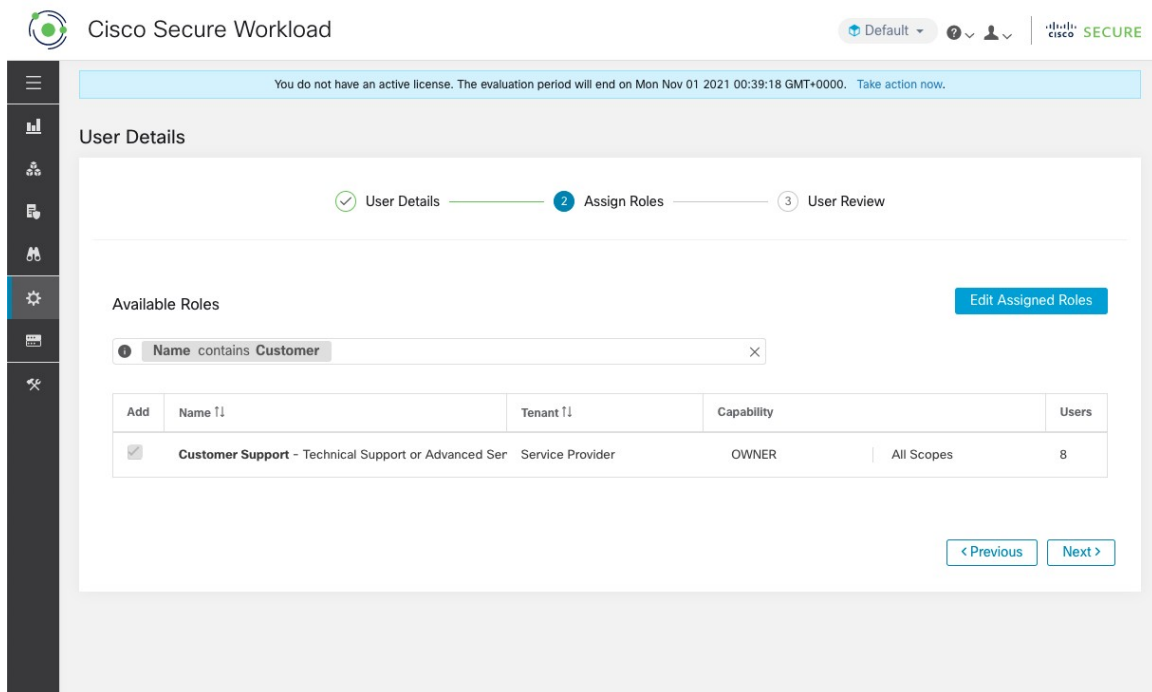 Cisco Secure Workload
Default
cisco SECURE
You do not have an active license. The evaluation period will end on Mon Nov 01 2021 00:39:18 GMT+0000. Take action now.
User Details
User Details 2 Assign Roles 3 User Review
Available Roles
Edit Assigned Roles
Name contains Customer
Add Name Tenant Capability Users
Customer Support - Technical Support or Advanced Ser Service Provider OWNER All Scopes 8
Previous Next